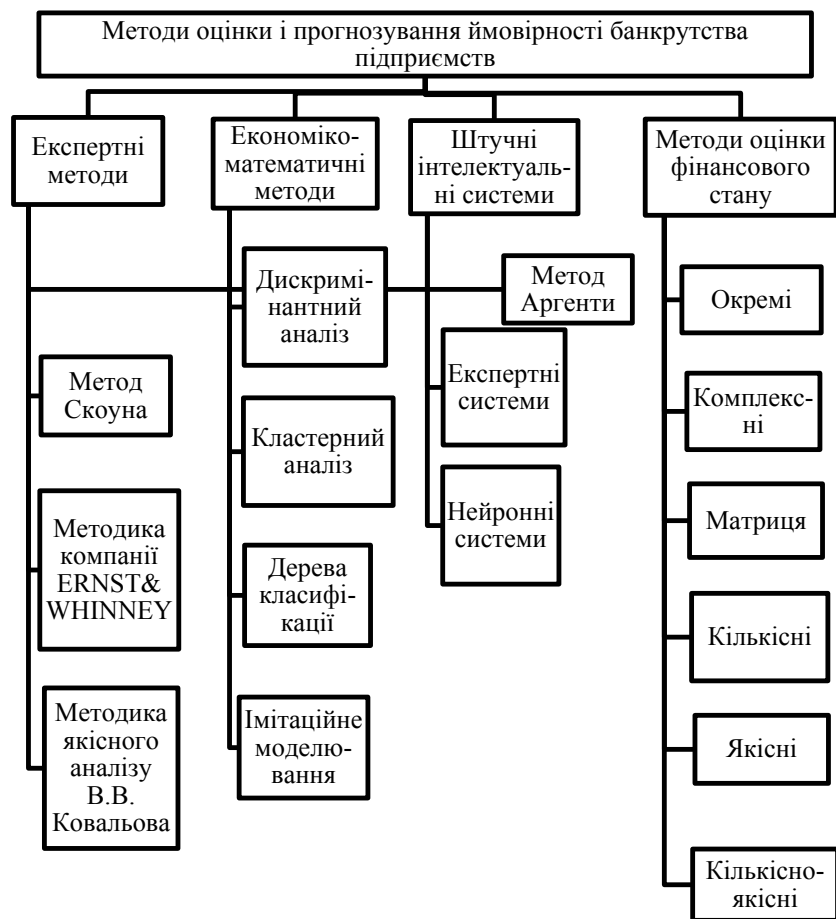 Методи оцінки і прогнозування ймовірності банкрутства
підприємств
Експертні
методи
Економіко-
математичні
методи
Штучні
інтелектуаль-
ні системи
Методи оцінки
фінансового
стану
Дискримі-
нантний
аналіз
Метод
Аргенти
Окремі
Метод
Скоуна
Експертні
системи
Комплекс-
ні
Кластерний
аналіз
Методика
компанії
ERNST&
WHINNEY
Нейронні
системи
Матриця
Дерева
класифі-
кації
Кількісні
Методика
якісного
аналізу
В.В.
Ковальова
Імітаційне
моделю-
вання
Якісні
Кількісно-
якісні